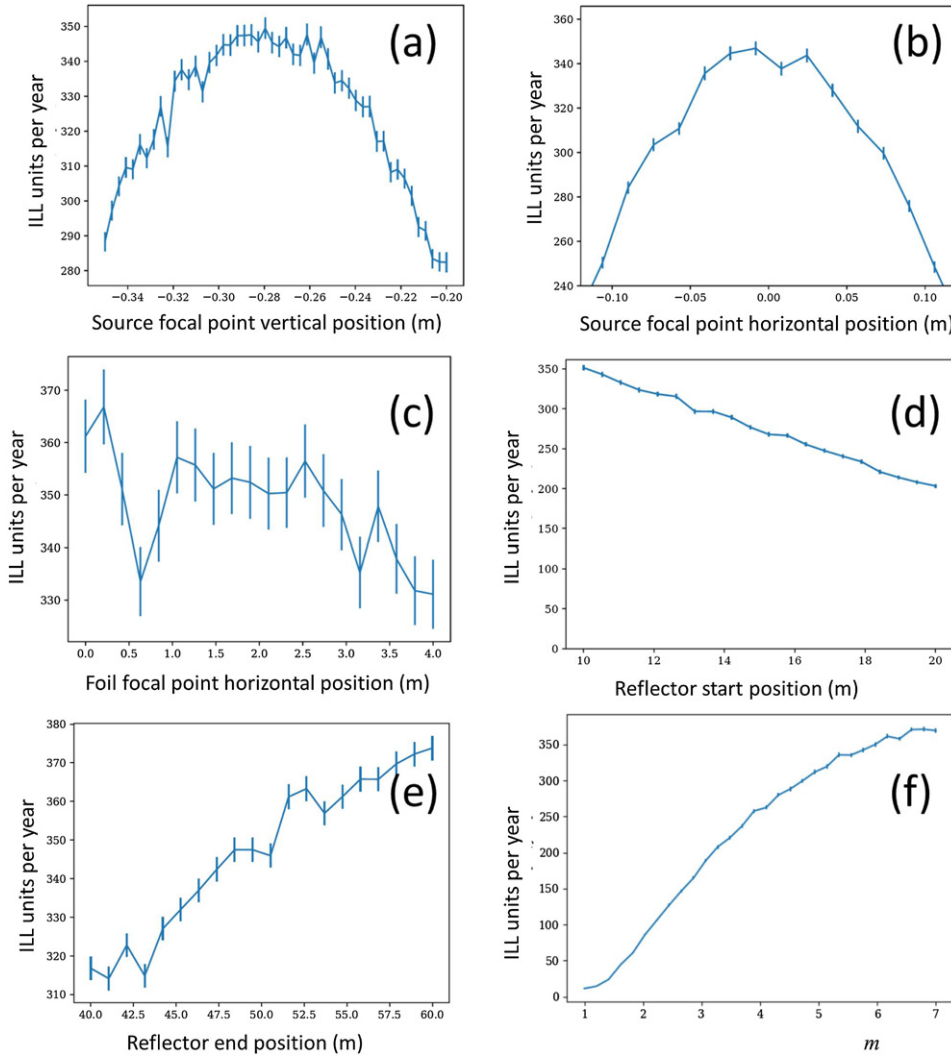 (a)
ILL units per year
350
340
330
320
310
300
290
280
−0.34 −0.32 −0.30 −0.28 −0.26 −0.24 −0.22 −0.20
Source focal point vertical position (m)
(b)
ILL units per year
360
340
320
300
280
260
240
−0.10 −0.05 0.00 0.05 0.10
Source focal point horizontal position (m)
(c)
ILL units per year
370
360
350
340
330
0.0 0.5 1.0 1.5 2.0 2.5 3.0 3.5 4.0
Foil focal point horizontal position (m)
(d)
ILL units per year
350
300
250
200
150
100
50
0
10 12 14 16 18 20
Reflector start position (m)
(e)
ILL units per year
380
370
360
350
340
330
320
310
40.0 42.5 45.0 47.5 50.0 52.5 55.0 57.5 60.0
Reflector end position (m)
(f)
ILL units per year
350
300
250
200
150
100
50
0
1 2 3 4 5 6 7
m